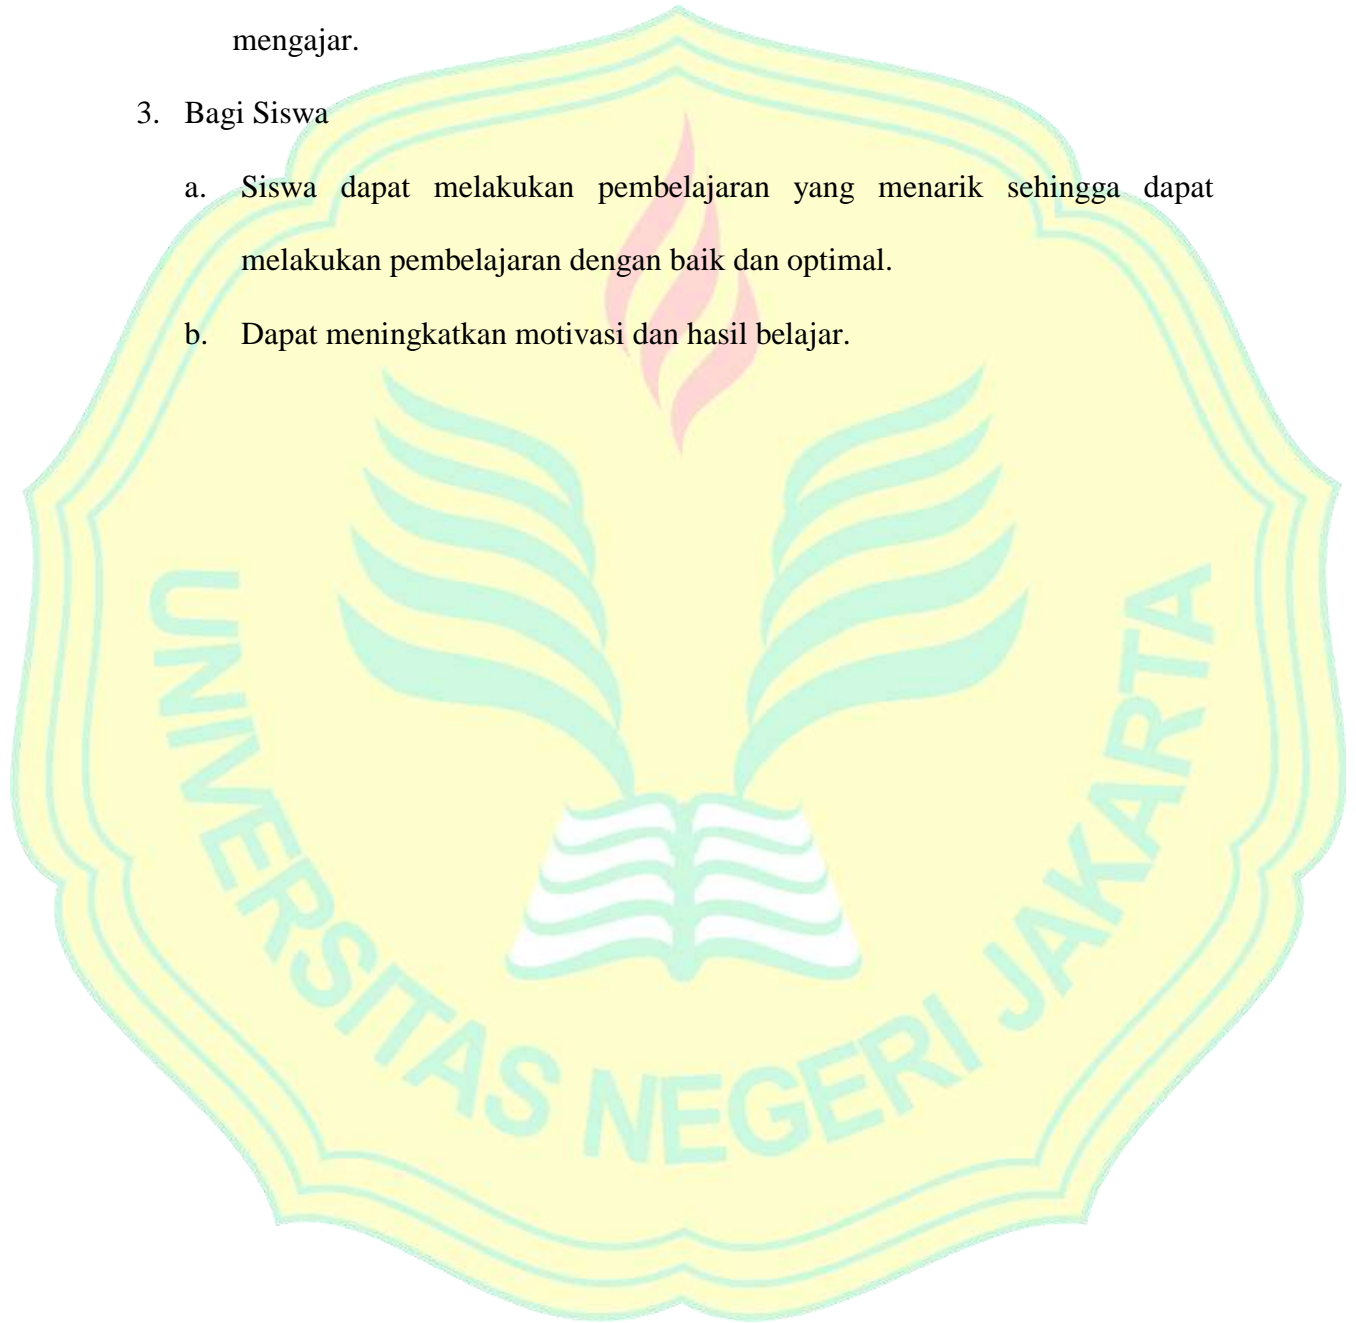 mengajar.
3. Bagi Siswa
a. Siswa dapat melakukan pembelajaran yang menarik sehingga dapat
melakukan pembelajaran dengan baik dan optimal.
b. Dapat meningkatkan motivasi dan hasil belajar.
UNIVERSITAS NEGERI JAKARTA